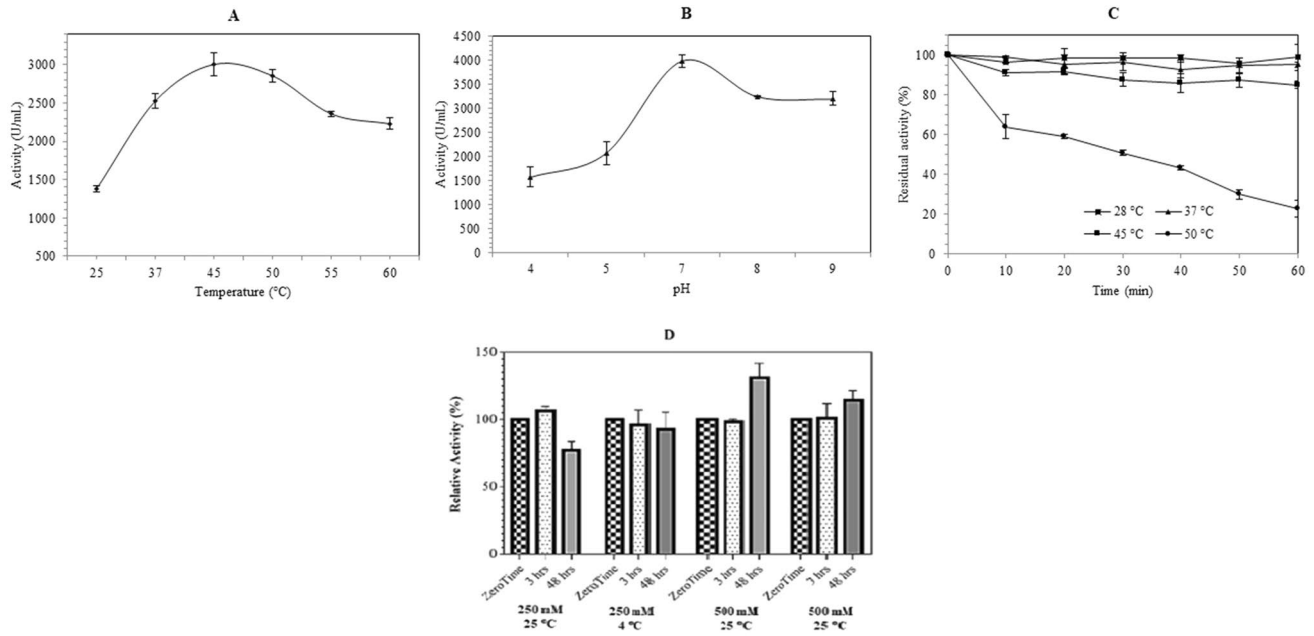 A
Activity (U/mL)
3000
2500
2000
1500
1000
500
25 37 45 50 55 60
Temperature (°C)
B
Activity (U/mL)
4500
4000
3500
3000
2500
2000
1500
1000
500
0
4 5 7 8 9
pH
C
Residual activity (%)
100
80
60
40
20
0
28 °C 37 °C
45 °C 50 °C
0 10 20 30 40 50 60
Time (min)
D
Relative Activity (%)
150
100
50
0
ZeroTime 3 hrs 48 hrs ZeroTime 3 hrs 48 hrs ZeroTime 3 hrs 48 hrs ZeroTime 3 hrs 48 hrs
250 mM 250 mM 500 mM 500 mM
25 °C 4 °C 25 °C 25 °C